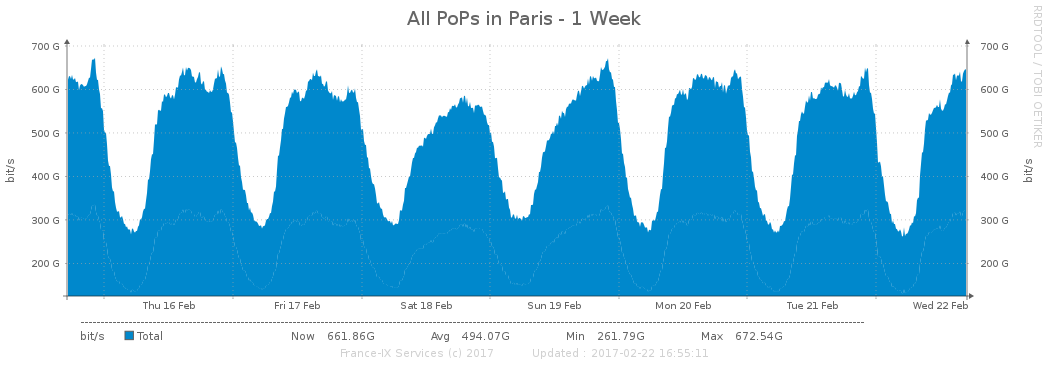 All PoPs in Paris - 1 Week
RRDTOOL / TOBI OETIKER
700 G 700 G
600 G 600 G
500 G 500 G
400 G 400 G
300 G 300 G
200 G 200 G
bit/s bit/s
Thu 16 Feb Fri 17 Feb Sat 18 Feb Sun 19 Feb Mon 20 Feb Tue 21 Feb Wed 22 Feb
bit/s Total Now 661.86G Avg 494.07G Min 261.79G Max 672.54G
France-IX Services (c) 2017 Updated : 2017-02-22 16:55:11